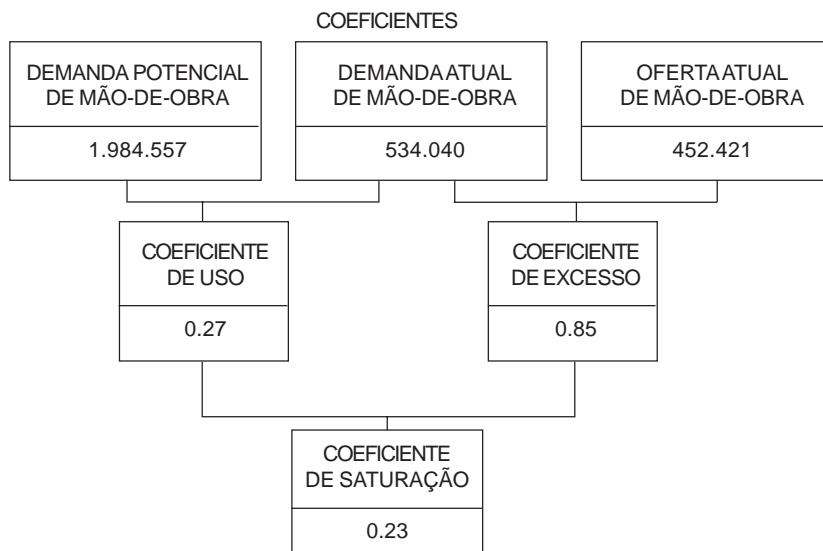 COEFICIENTES
DEMANDA POTENCIAL
DE MÃO-DE-OBRA
1.984.557
DEMANDA ATUAL
DE MÃO-DE-OBRA
534.040
OFERTA ATUAL
DE MÃO-DE-OBRA
452.421
COEFICIENTE
DE USO
0.27
COEFICIENTE
DE EXCESSO
0.85
COEFICIENTE
DE SATURAÇÃO
0.23